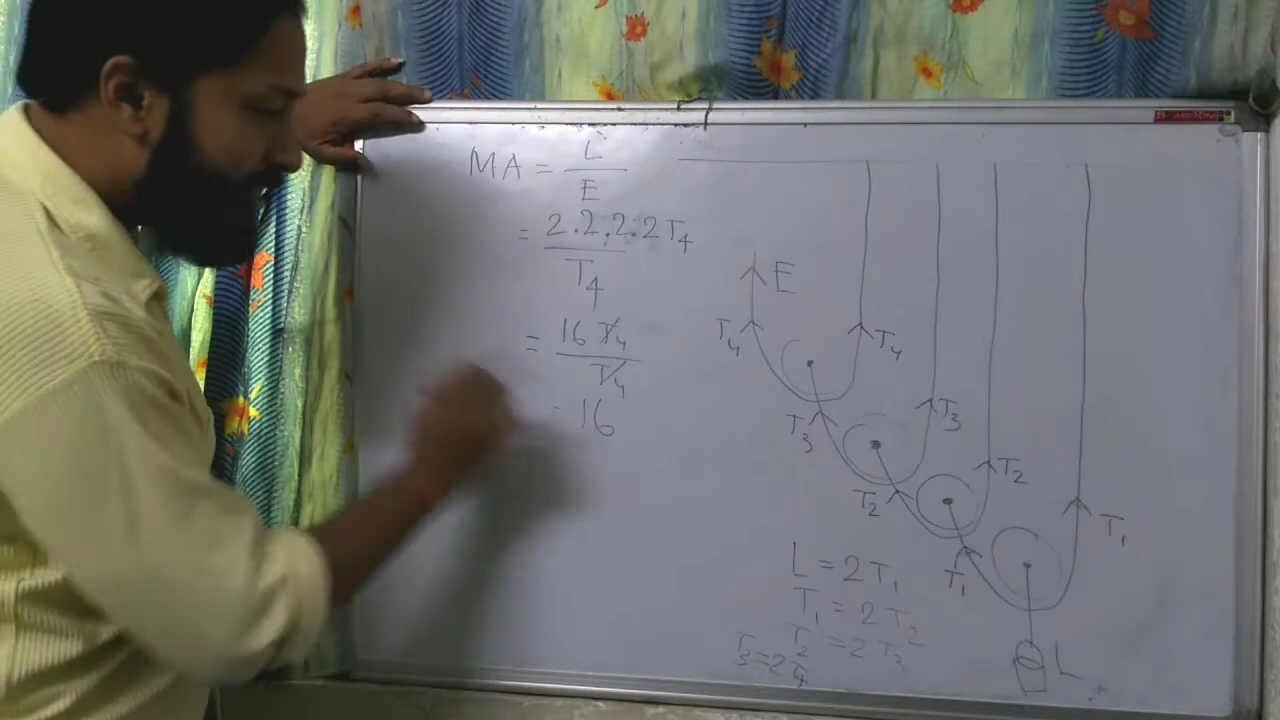 MA = L/E
= 2.2.2.2T₄/T₄
= 16 T₄/T₄
16
E
T₄
T₄
T₃
T₃
T₂
T₂
T₁
T₁
L = 2T₁
T₁ = 2T₂
T₂ = 2T₃
T₃ = 2T₄
L